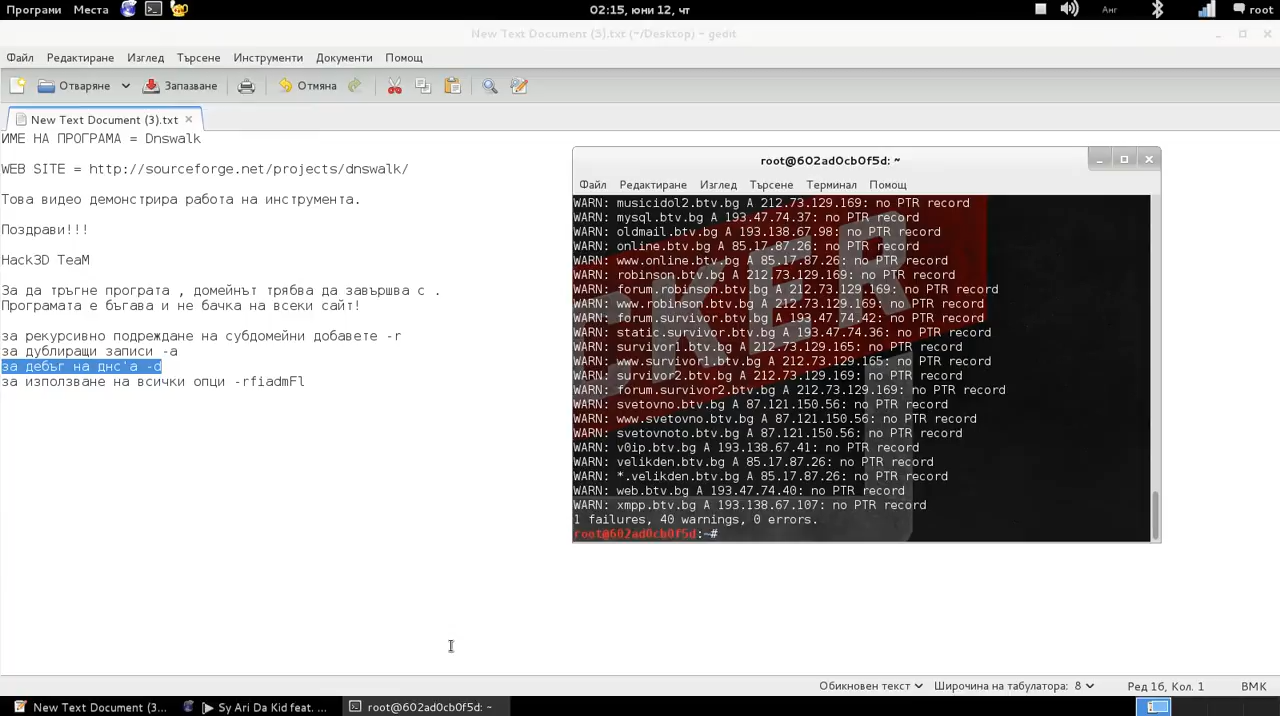 Програми Места 02:15, юни 12, чт Анг root
New Text Document (3).txt (~/Desktop) ~ gedit
Файл Редактиране Изглед Търсене Инструменти Документи Помощ
Отваряне Запазване Отмяна
New Text Document (3).txt
ИМЕ НА ПРОГРАМА = Dnswalk
WEB SITE = http://sourceforge.net/projects/dnswalk/
Това видео демонстрира работа на инструмента.
Поздрави!!!
Hack3D TeaM
За да тръгне програта , домейнът трябва да завършва с .
Програмата е бъгава и не бачка на всеки сайт!
за рекурсивно подреждане на субдомейни добавете -r
за дублиращи записи -a
за дебъг на днс'а -d
за използване на всички опци -rfiadmFl
root@602ad0cb0f5d: ~
Файл Редактиране Изглед Търсене Терминал Помощ
WARN: musicidol2.btv.bg A 212.73.129.169: no PTR record
WARN: mysql.btv.bg A 193.47.74.37: no PTR record
WARN: oldmail.btv.bg A 193.138.67.98: no PTR record
WARN: online.btv.bg A 85.17.87.26: no PTR record
WARN: www.online.btv.bg A 85.17.87.26: no PTR record
WARN: robinson.btv.bg A 212.73.129.169: no PTR record
WARN: forum.robinson.btv.bg A 212.73.129.169: no PTR record
WARN: www.robinson.btv.bg A 212.73.129.169: no PTR record
WARN: forum.survivor.btv.bg A 193.47.74.42: no PTR record
WARN: static.survivor.btv.bg A 193.47.74.36: no PTR record
WARN: survivor1.btv.bg A 212.73.129.165: no PTR record
WARN: www.survivor1.btv.bg A 212.73.129.165: no PTR record
WARN: survivor2.btv.bg A 212.73.129.169: no PTR record
WARN: forum.survivor2.btv.bg A 212.73.129.169: no PTR record
WARN: svetovno.btv.bg A 87.121.150.56: no PTR record
WARN: www.svetovno.btv.bg A 87.121.150.56: no PTR record
WARN: svetovnoto.btv.bg A 87.121.150.56: no PTR record
WARN: v0ip.btv.bg A 193.138.67.41: no PTR record
WARN: velikden.btv.bg A 85.17.87.26: no PTR record
WARN: *.velikden.btv.bg A 85.17.87.26: no PTR record
WARN: web.btv.bg A 193.47.74.40: no PTR record
WARN: xmpp.btv.bg A 193.138.67.107: no PTR record
1 failures, 40 warnings, 0 errors.
root@602ad0cb0f5d:~#
Обикновен текст Широчина на табулатора: 8 Ред 16, Кол. 1 ВМК
New Text Document (3... Sy Ari Da Kid feat. ... root@602ad0cb0f5d: ~